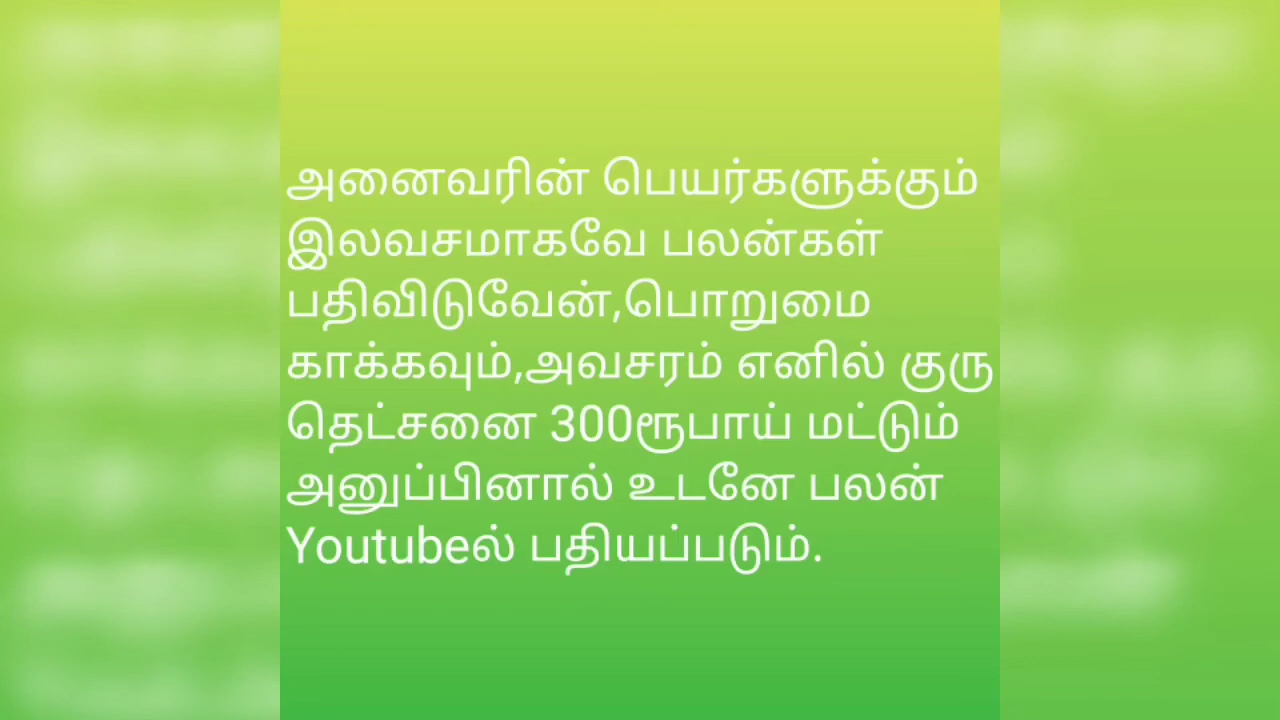 அனைவரின் பெயர்களுக்கும்
இலவசமாகவே பலன்கள்
பதிவிடுவேன்,பொறுமை
காக்கவும்,அவசரம் எனில் குரு
தெட்சனை 300ரூபாய் மட்டும்
அனுப்பினால் உடனே பலன்
Youtubeல் பதியப்படும்.